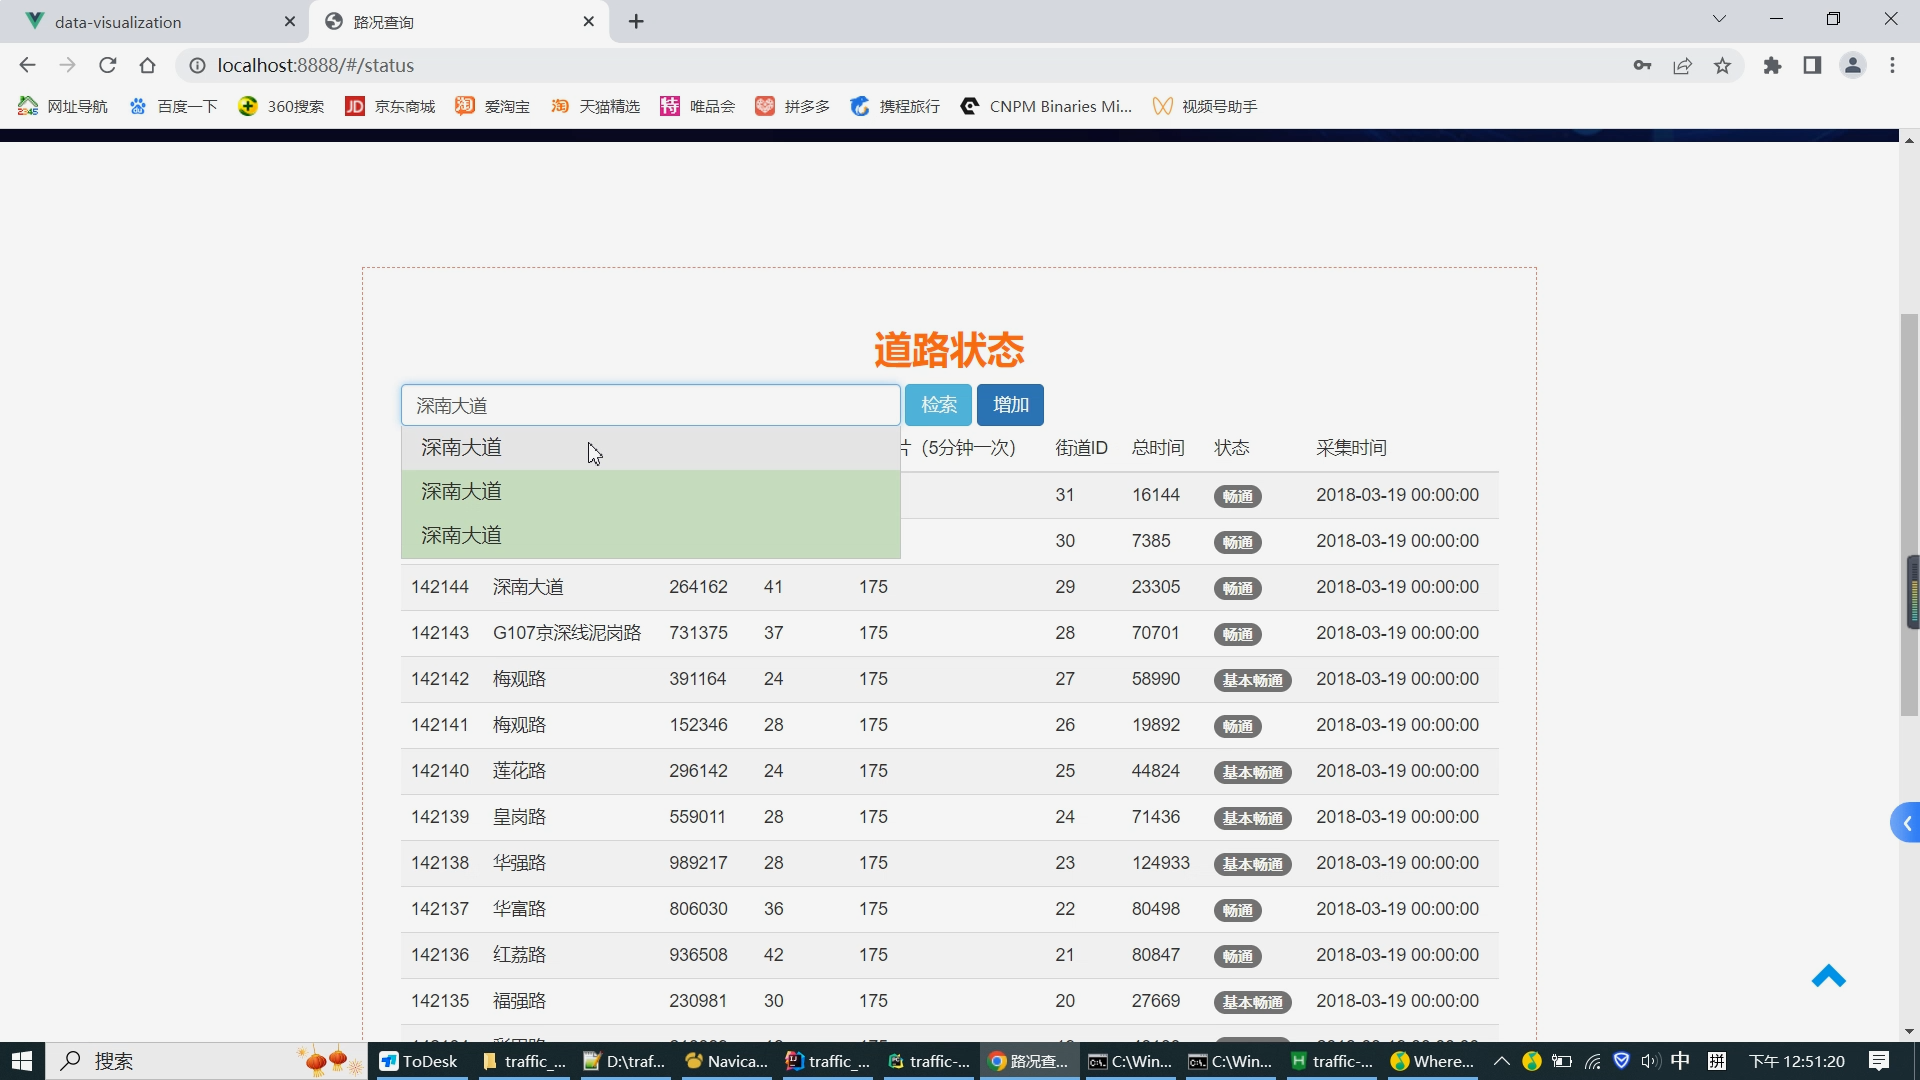 data-visualization
路况查询
localhost:8888/#/status
网址导航 百度一下 360搜索 京东商城 爱淘宝 天猫精选 唯品会 拼多多 携程旅行 CNPM Binaries Mi... 视频号助手
道路状态
深南大道 检索 增加
深南大道
深南大道
深南大道
(5分钟一次) 街道ID 总时间 状态 采集时间
31 16144 畅通 2018-03-19 00:00:00
30 7385 畅通 2018-03-19 00:00:00
142144 深南大道 264162 41 175 29 23305 畅通 2018-03-19 00:00:00
142143 G107京深线泥岗路 731375 37 175 28 70701 畅通 2018-03-19 00:00:00
142142 梅观路 391164 24 175 27 58990 基本畅通 2018-03-19 00:00:00
142141 梅观路 152346 28 175 26 19892 畅通 2018-03-19 00:00:00
142140 莲花路 296142 24 175 25 44824 基本畅通 2018-03-19 00:00:00
142139 皇岗路 559011 28 175 24 71436 基本畅通 2018-03-19 00:00:00
142138 华强路 989217 28 175 23 124933 基本畅通 2018-03-19 00:00:00
142137 华富路 806030 36 175 22 80498 畅通 2018-03-19 00:00:00
142136 红荔路 936508 42 175 21 80847 畅通 2018-03-19 00:00:00
142135 福强路 230981 30 175 20 27669 基本畅通 2018-03-19 00:00:00
搜索 ToDesk traffic_... D:\traf... Navica... traffic_... traffic-... 路况查... C:\Win... C:\Win... traffic-... Where... 中 拼 下午 12:51:20